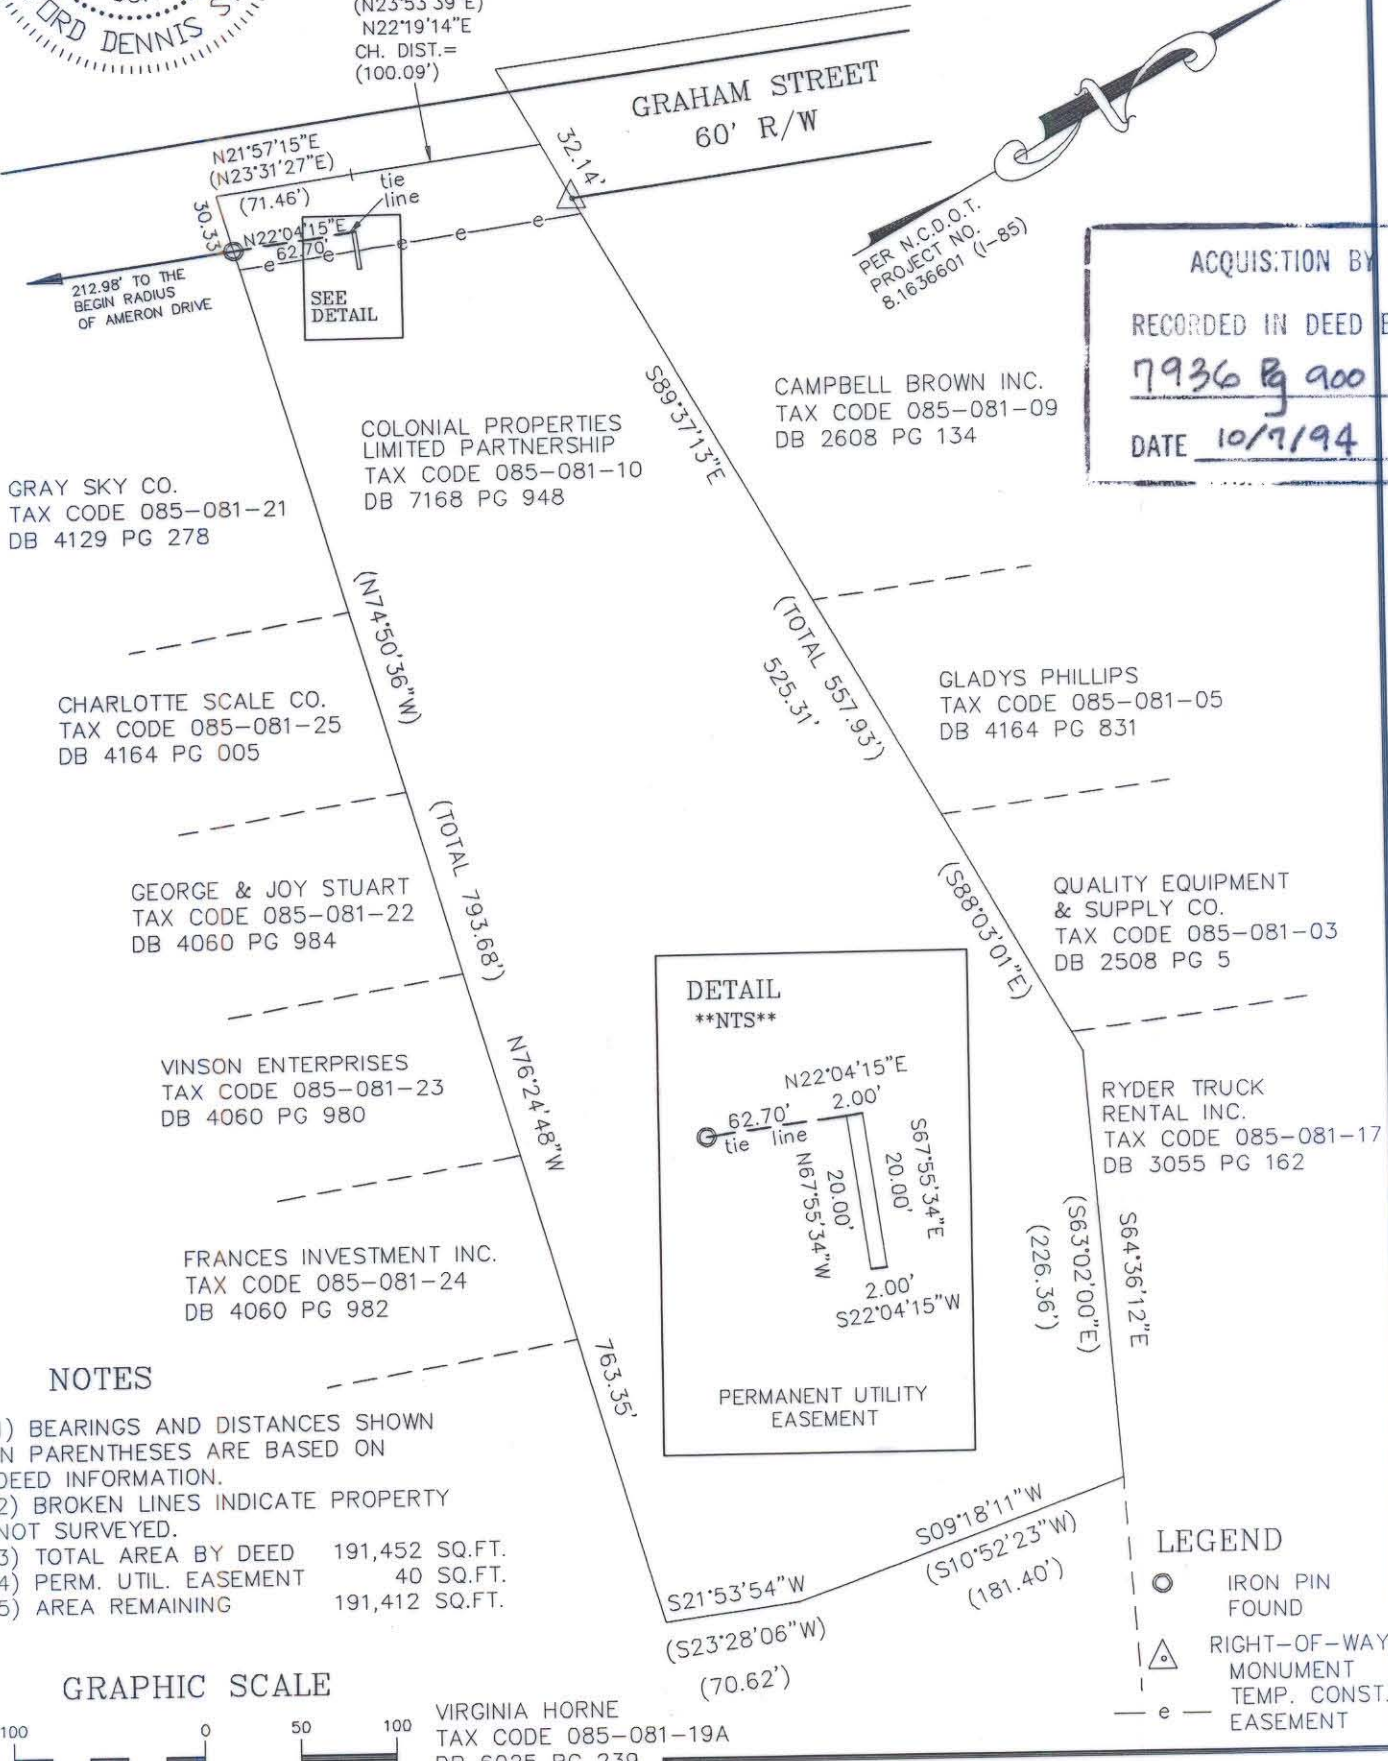 ORD DENNIS S
(N23°53'39"E)
N22°19'14"E
CH. DIST.=
(100.09')
GRAHAM STREET
60' R/W
N21°57'15"E
(N23°31'27"E)
(71.46')
tie
line
32.14'
30.33'
N22°04'15"E
62.70'
e e e e e
212.98' TO THE
BEGIN RADIUS
OF AMERON DRIVE
SEE
DETAIL
PER N.C.D.O.T.
PROJECT NO.
8.1636601 (I-85)
ACQUISITION BY
RECORDED IN DEED B
7936 Pg 900
DATE 10/7/94
S89°37'13"E
CAMPBELL BROWN INC.
TAX CODE 085-081-09
DB 2608 PG 134
COLONIAL PROPERTIES
LIMITED PARTNERSHIP
TAX CODE 085-081-10
DB 7168 PG 948
GRAY SKY CO.
TAX CODE 085-081-21
DB 4129 PG 278
(N74°50'36"W)
(TOTAL 557.93')
525.31'
GLADYS PHILLIPS
TAX CODE 085-081-05
DB 4164 PG 831
CHARLOTTE SCALE CO.
TAX CODE 085-081-25
DB 4164 PG 005
(TOTAL 793.68')
(S88°03'01"E)
QUALITY EQUIPMENT
& SUPPLY CO.
TAX CODE 085-081-03
DB 2508 PG 5
GEORGE & JOY STUART
TAX CODE 085-081-22
DB 4060 PG 984
N76°24'48"W
VINSON ENTERPRISES
TAX CODE 085-081-23
DB 4060 PG 980
DETAIL
**NTS**
N22°04'15"E
62.70'
2.00'
tie line
N67°55'34"W
20.00'
20.00'
S67°55'34"E
2.00'
S22°04'15"W
PERMANENT UTILITY
EASEMENT
RYDER TRUCK
RENTAL INC.
TAX CODE 085-081-17
DB 3055 PG 162
S64°36'12"E
(S63°02'00"E)
(226.36')
FRANCES INVESTMENT INC.
TAX CODE 085-081-24
DB 4060 PG 982
763.35'
NOTES
1) BEARINGS AND DISTANCES SHOWN
IN PARENTHESES ARE BASED ON
DEED INFORMATION.
2) BROKEN LINES INDICATE PROPERTY
NOT SURVEYED.
3) TOTAL AREA BY DEED 191,452 SQ.FT.
4) PERM. UTIL. EASEMENT 40 SQ.FT.
5) AREA REMAINING 191,412 SQ.FT.
S09°18'11"W
(S10°52'23"W)
(181.40')
S21°53'54"W
(S23°28'06"W)
(70.62')
LEGEND
IRON PIN
FOUND
RIGHT-OF-WAY
MONUMENT
e TEMP. CONST.
EASEMENT
GRAPHIC SCALE
100 0 50 100
VIRGINIA HORNE
TAX CODE 085-081-19A
DB 6025 PG 239